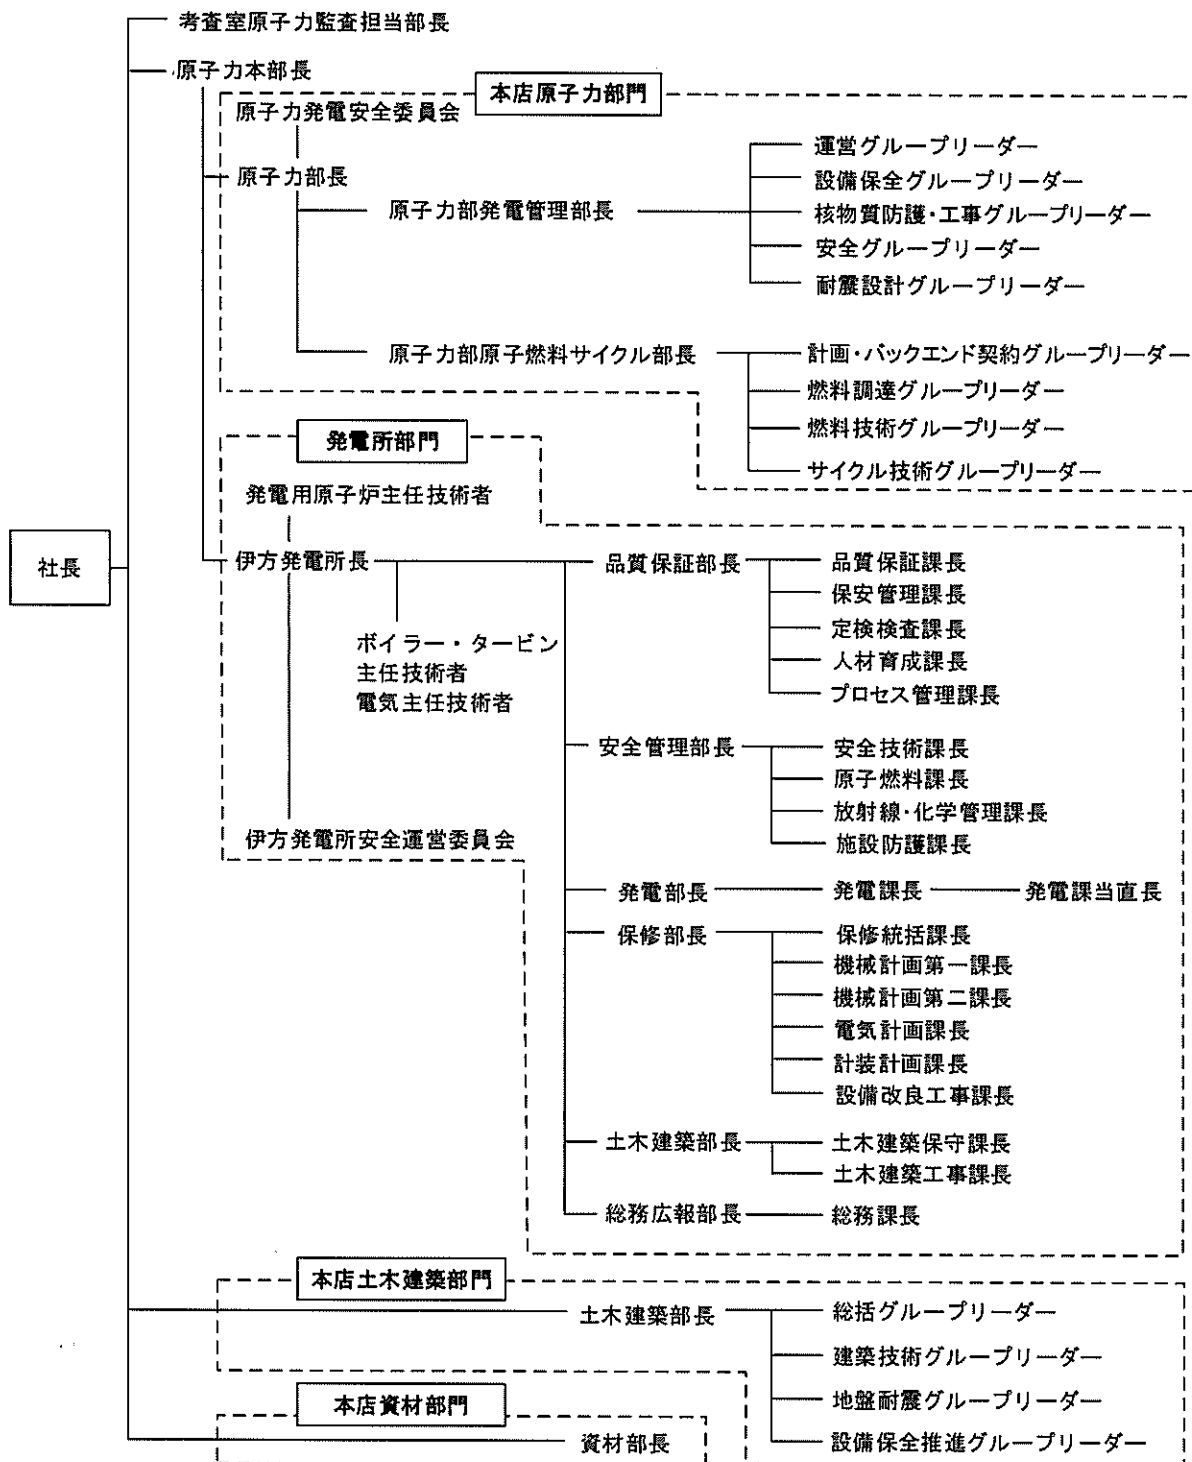 考査室原子力監査担当部長
原子力本部長
本店原子力部門
原子力発電安全委員会
原子力部長
原子力部発電管理部長
運営グループリーダー
設備保全グループリーダー
核物質防護・工事グループリーダー
安全グループリーダー
耐震設計グループリーダー
原子力部原子燃料サイクル部長
計画・バックエンド契約グループリーダー
燃料調達グループリーダー
燃料技術グループリーダー
サイクル技術グループリーダー
発電所部門
発電用原子炉主任技術者
社長
伊方発電所長
ボイラー・タービン
主任技術者
電気主任技術者
伊方発電所安全運営委員会
品質保証部長
品質保証課長
保安管理課長
定検検査課長
人材育成課長
プロセス管理課長
安全管理部長
安全技術課長
原子燃料課長
放射線・化学管理課長
施設防護課長
発電部長
発電課長
発電課当直長
保修部長
保修統括課長
機械計画第一課長
機械計画第二課長
電気計画課長
計装計画課長
設備改良工事課長
土木建築部長
土木建築保守課長
土木建築工事課長
総務広報部長
総務課長
本店土木建築部門
土木建築部長
総括グループリーダー
建築技術グループリーダー
地盤耐震グループリーダー
設備保全推進グループリーダー
本店資材部門
資材部長